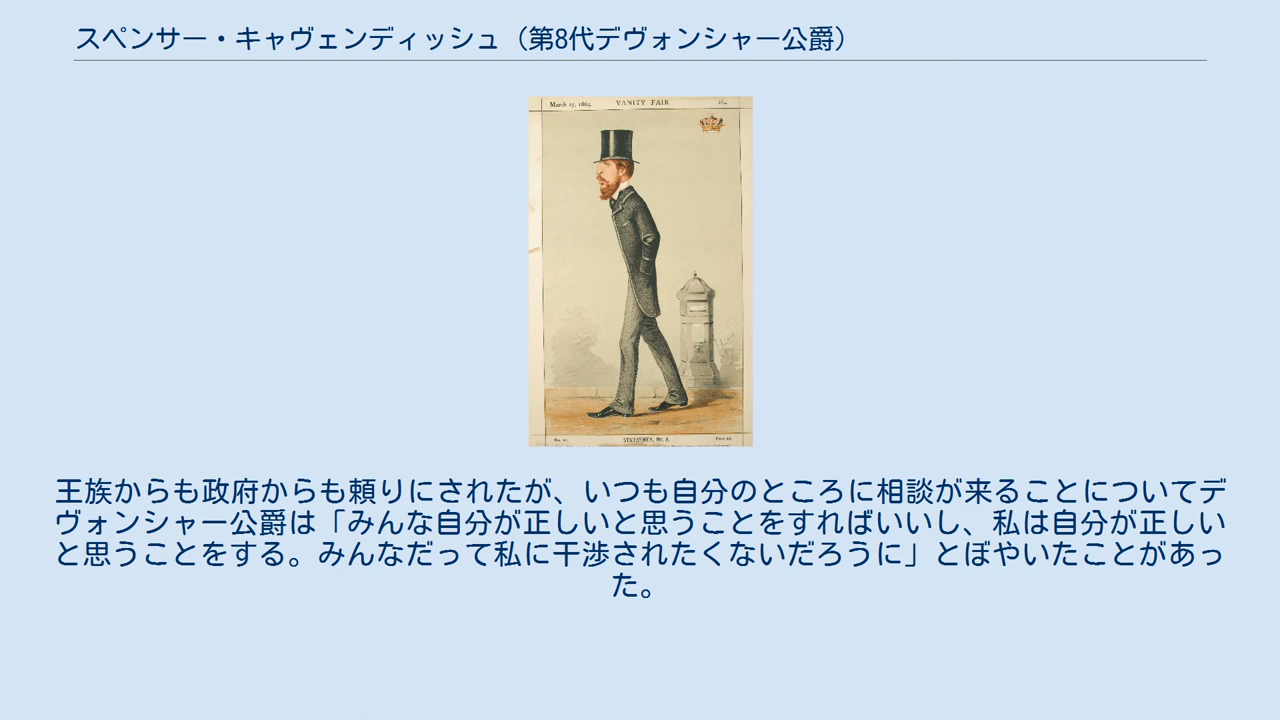 スペンサー・キャヴェンディッシュ（第8代デヴォンシャー公爵）
March 27, 1869. VANITY FAIR.
STATESMEN, No. 2.
王族からも政府からも頼りにされたが、いつも自分のところに相談が来ることについてデ
ヴォンシャー公爵は「みんな自分が正しいと思うことをすればいいし、私は自分が正しい
と思うことをする。みんなだって私に干渉されたくないだろうに」とぼやいたことがあっ
た。